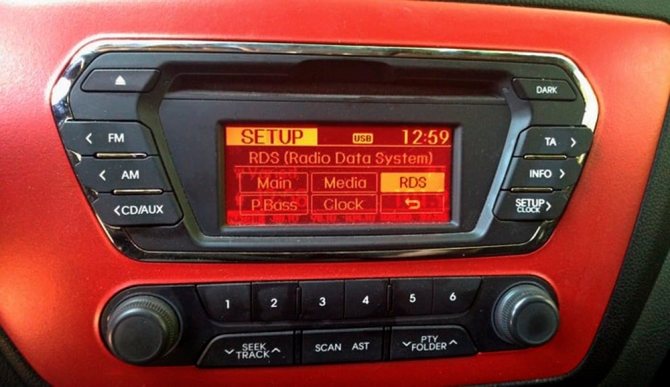 DARK
SETUP USB 12:59
RDS (Radio Data System)
Main Media RDS
P.Bass Clock
< FM
< AM
<CD/AUX
TA >
INFO >
SETUP >
CLOCK
1 2 3 4 5 6
SEEK
TRACK
SCAN AST
PTY
FOLDER